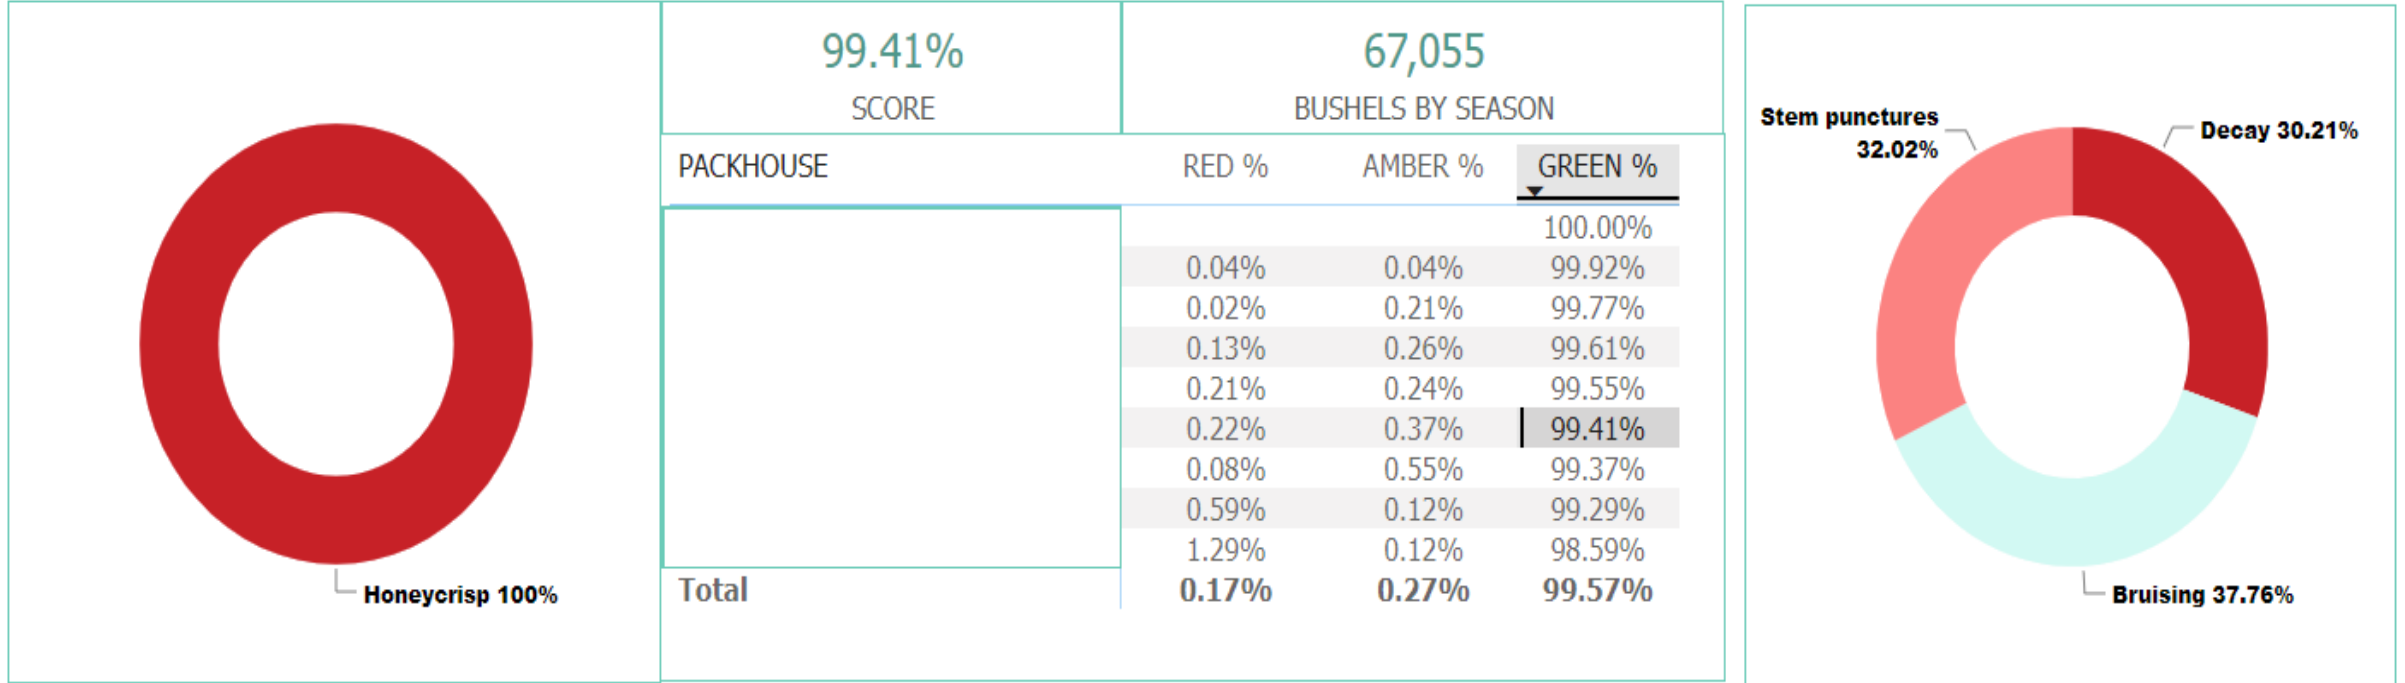 Honeycrisp 100%
99.41%
SCORE
67,055
BUSHELS BY SEASON
PACKHOUSE RED % AMBER % GREEN %
100.00%
0.04% 0.04% 99.92%
0.02% 0.21% 99.77%
0.13% 0.26% 99.61%
0.21% 0.24% 99.55%
0.22% 0.37% 99.41%
0.08% 0.55% 99.37%
0.59% 0.12% 99.29%
1.29% 0.12% 98.59%
Total 0.17% 0.27% 99.57%
Stem punctures
32.02%
Decay 30.21%
Bruising 37.76%